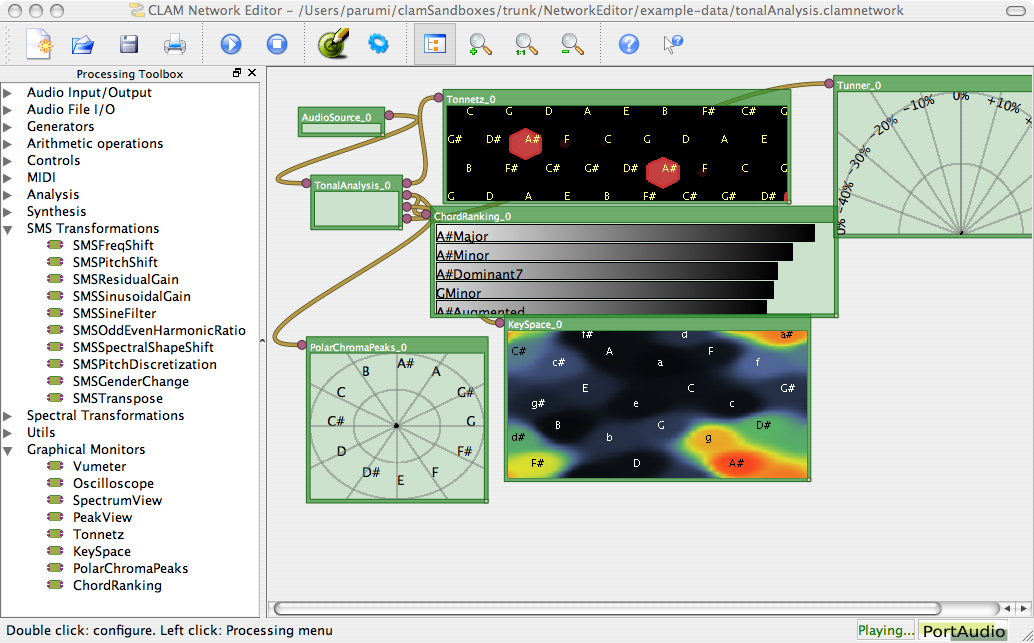 CLAM Network Editor - /Users/parumi/clamSandboxes/trunk/NetworkEditor/example-data/tonalAnalysis.clamnetwork
1:1
Processing Toolbox
Audio Input/Output
Audio File I/O
Generators
Arithmetic operations
Controls
MIDI
Analysis
Synthesis
SMS Transformations
SMSFreqShift
SMSPitchShift
SMSResidualGain
SMSSinusoidalGain
SMSSineFilter
SMSOddEvenHarmonicRatio
SMSSpectralShapeShift
SMSPitchDiscretization
SMSGenderChange
SMSTranspose
Spectral Transformations
Utils
Graphical Monitors
Vumeter
Oscilloscope
SpectrumView
PeakView
Tonnetz
KeySpace
PolarChromaPeaks
ChordRanking
AudioSource_0
TonalAnalysis_0
Tonnetz_0
C G D A E B F# C# G
G# D# A# F C G D A E
B F# C# G# D# A# F C G
G D A E B F# C# G# D#
Tunner_0
0% -40% -30% -20% -10% 0% +10% +
ChordRanking_0
A#Major
A#Minor
A#Dominant7
GMinor
A#Augmented
KeySpace_0
f# d a#
C# A F
c# a f
E C G#
g# e c
B G D#
d# b g
F# D A#
PolarChromaPeaks_0
A#
B A
C G#
C# G
D F#
D# F
E
Double click: configure. Left click: Processing menu
Playing...
PortAudio